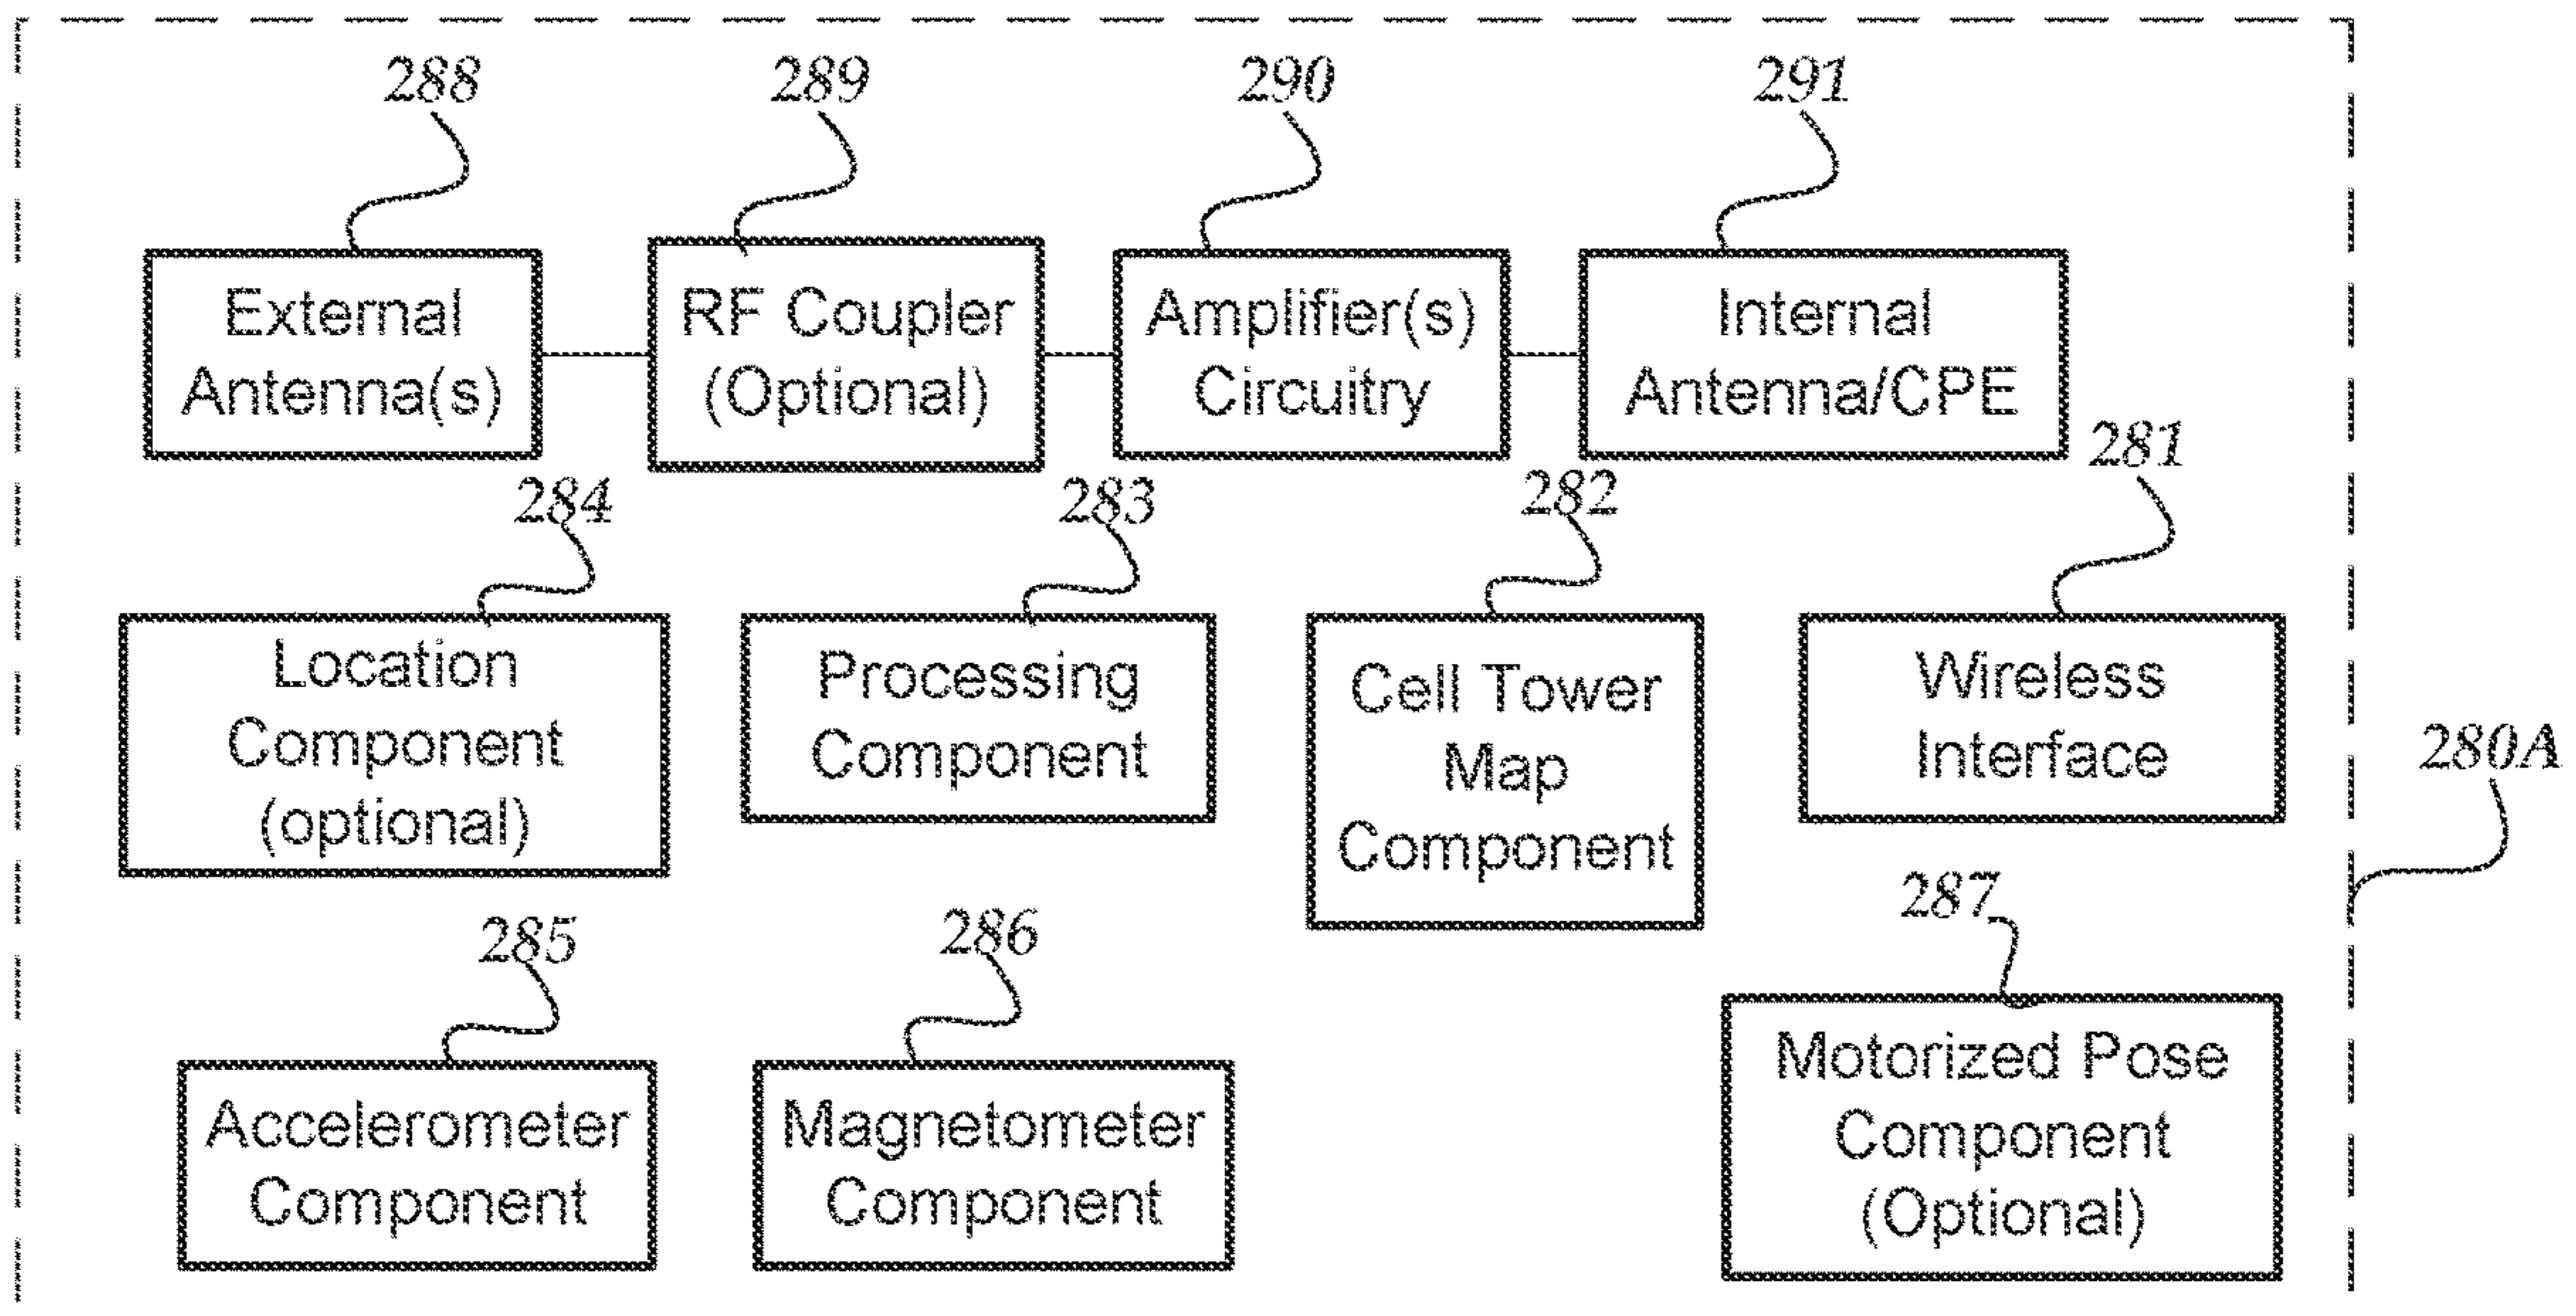 288
289
290
291
External
Antenna(s)
RF Coupler
(Optional)
Amplifier(s)
Circuitry
Internal
Antenna/CPE
284
283
282
281
Location
Component
(optional)
Processing
Component
Cell Tower
Map
Component
Wireless
Interface
280A
285
286
287
Accelerometer
Component
Magnetometer
Component
Motorized Pose
Component
(Optional)